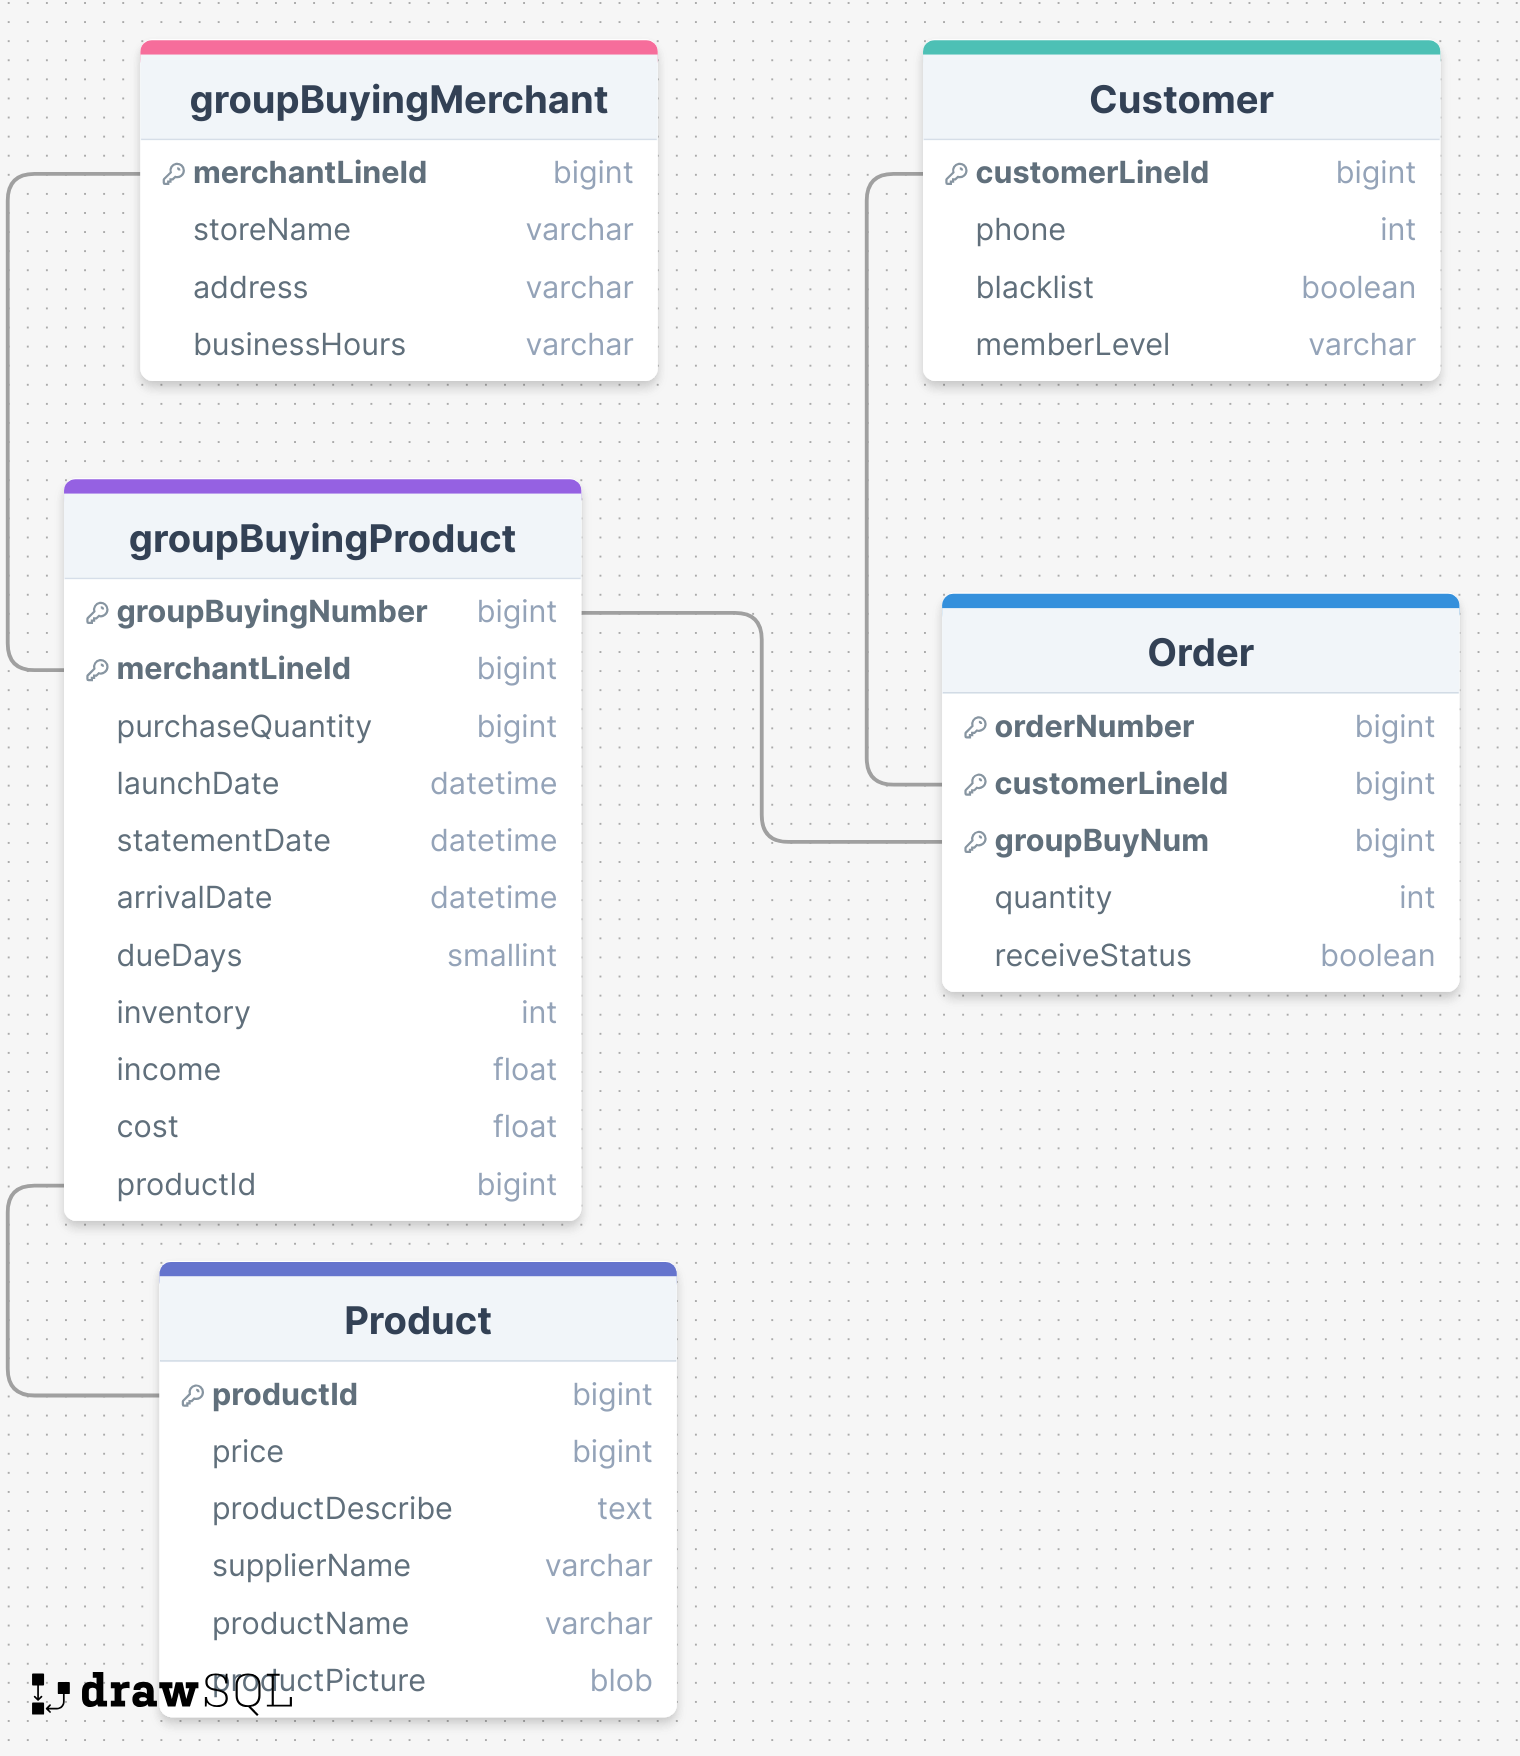 groupBuyingMerchant
merchantLineId bigint
storeName varchar
address varchar
businessHours varchar
Customer
customerLineId bigint
phone int
blacklist boolean
memberLevel varchar
groupBuyingProduct
groupBuyingNumber bigint
merchantLineId bigint
purchaseQuantity bigint
launchDate datetime
statementDate datetime
arrivalDate datetime
dueDays smallint
inventory int
income float
cost float
productId bigint
Order
orderNumber bigint
customerLineId bigint
groupBuyNum bigint
quantity int
receiveStatus boolean
Product
productId bigint
price bigint
productDescribe text
supplierName varchar
productName varchar
productPicture blob
drawSQL